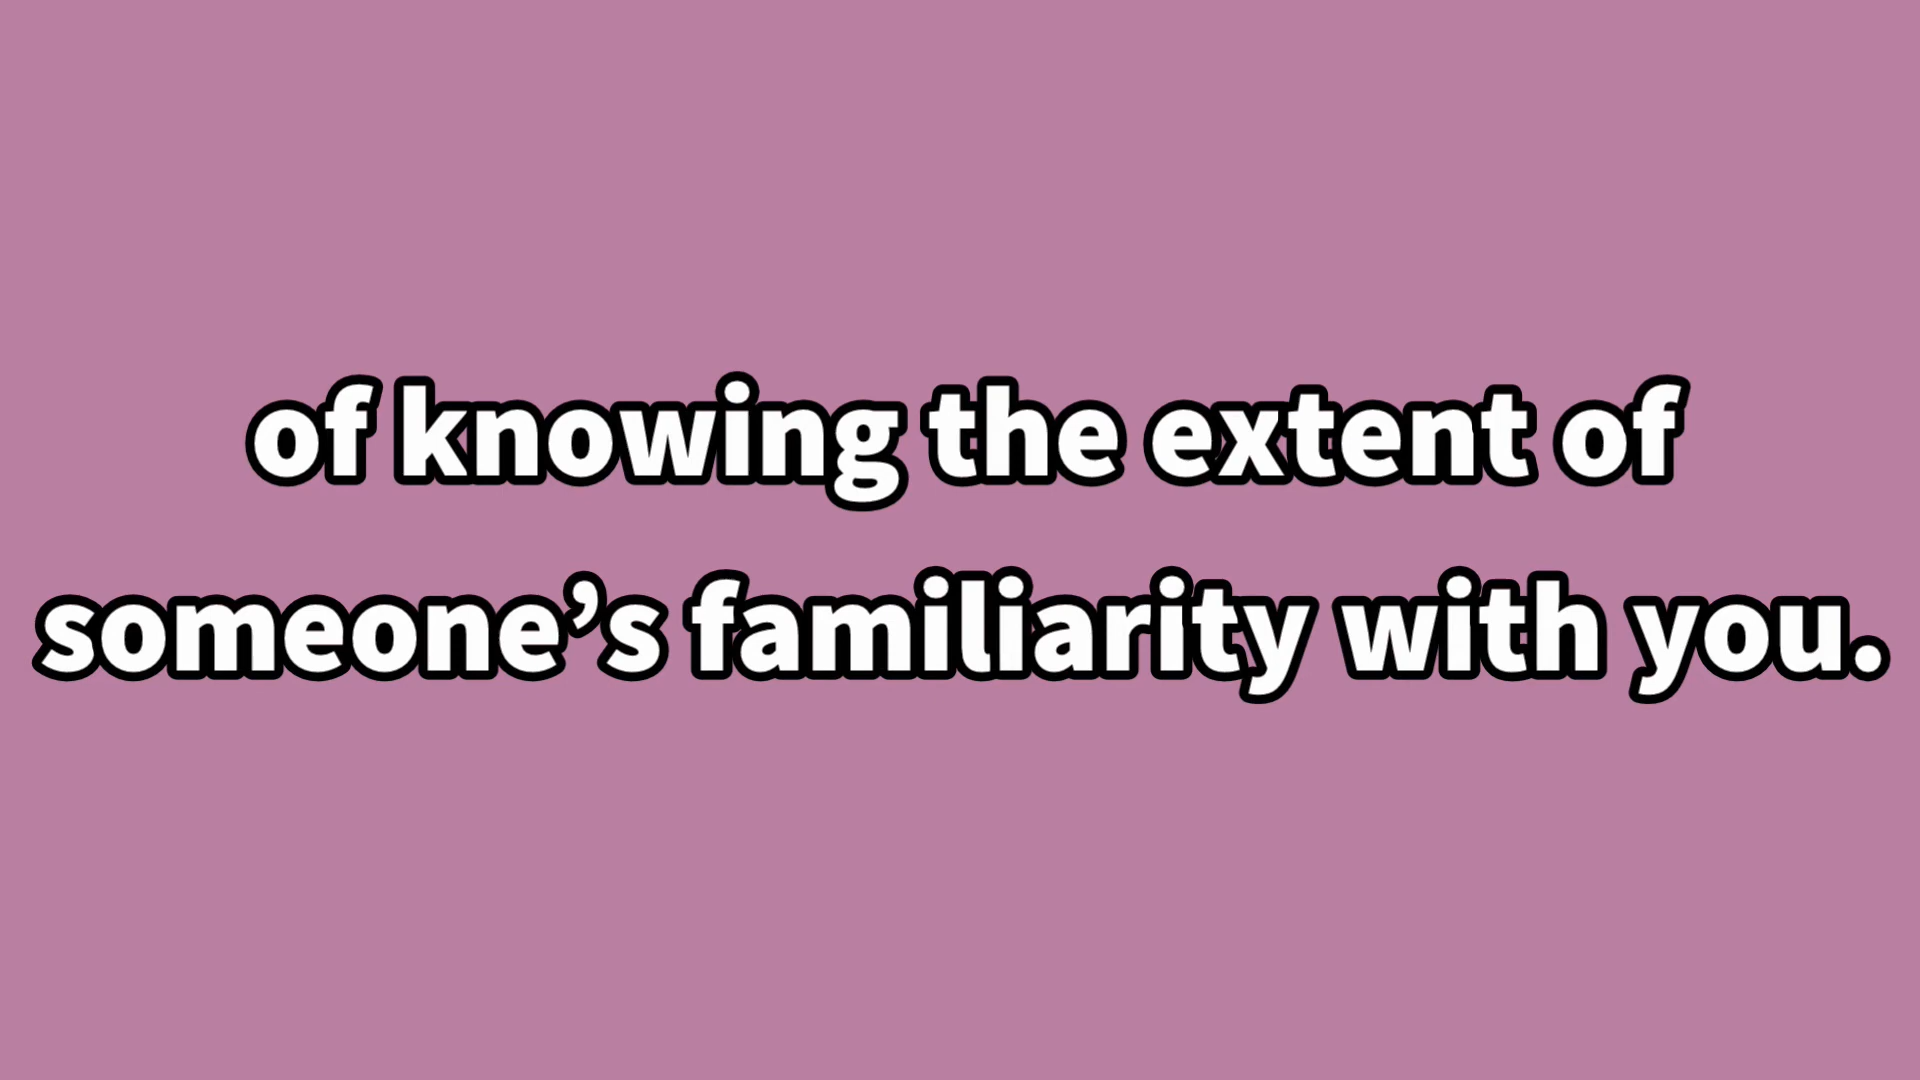 of knowing the extent of
someone’s familiarity with you.